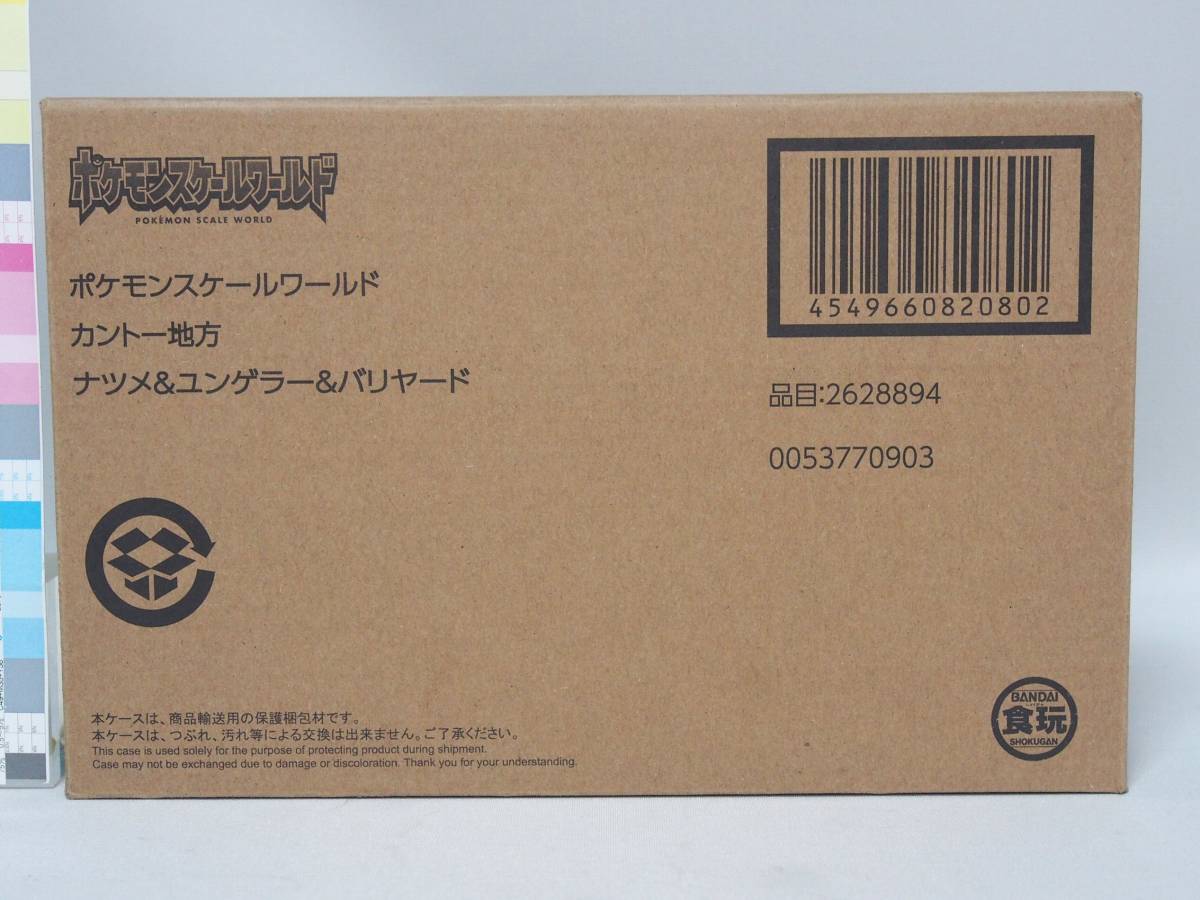 ポケモンスケールワールド
POKÉMON SCALE WORLD
ポケモンスケールワールド
カントー地方
ナツメ&ユンゲラー&バリヤード
4549660820802
品目:2628894
0053770903
本ケースは、商品輸送用の保護梱包材です。
本ケースは、つぶれ、汚れ等による交換は出来ません。ご了承ください。
This case is used solely for the purpose of protecting product during shipment.
Case may not be exchanged due to damage or discoloration. Thank you for your understanding.
BANDAI
食玩
SHOKUGAN